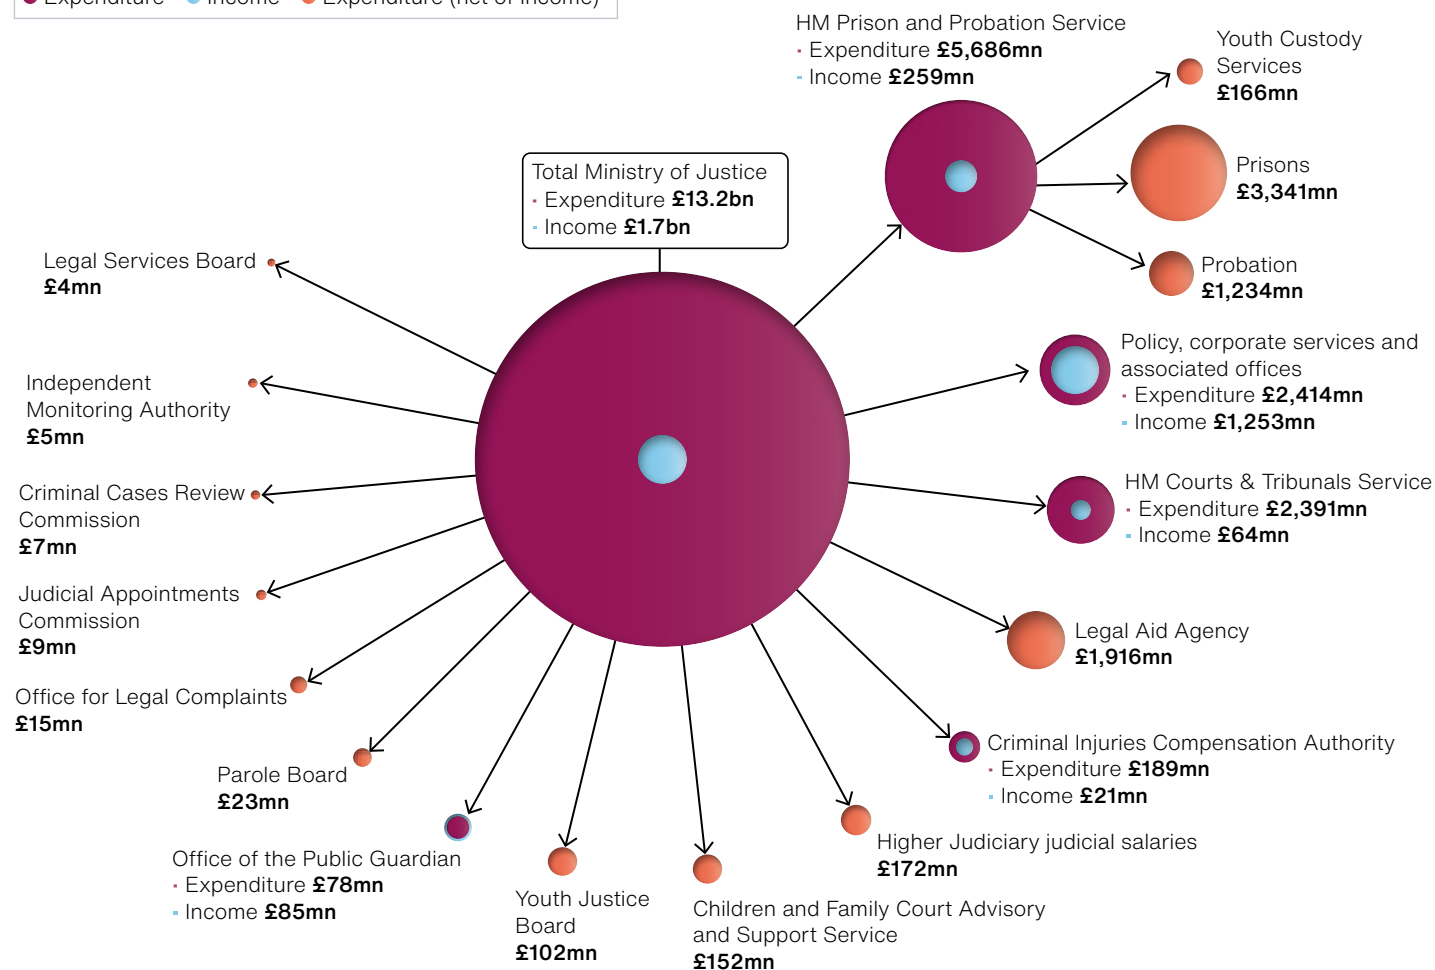 Expenditure Income Expenditure (net of income)
HM Prison and Probation Service
Expenditure £5,686mn
Income £259mn
Youth Custody
Services
£166mn
Prisons
£3,341mn
Probation
£1,234mn
Total Ministry of Justice
Expenditure £13.2bn
Income £1.7bn
Policy, corporate services and
associated offices
Expenditure £2,414mn
Income £1,253mn
HM Courts & Tribunals Service
Expenditure £2,391mn
Income £64mn
Legal Aid Agency
£1,916mn
Criminal Injuries Compensation Authority
Expenditure £189mn
Income £21mn
Higher Judiciary judicial salaries
£172mn
Children and Family Court Advisory
and Support Service
£152mn
Youth Justice
Board
£102mn
Office of the Public Guardian
Expenditure £78mn
Income £85mn
Parole Board
£23mn
Office for Legal Complaints
£15mn
Judicial Appointments
Commission
£9mn
Criminal Cases Review
Commission
£7mn
Independent
Monitoring Authority
£5mn
Legal Services Board
£4mn